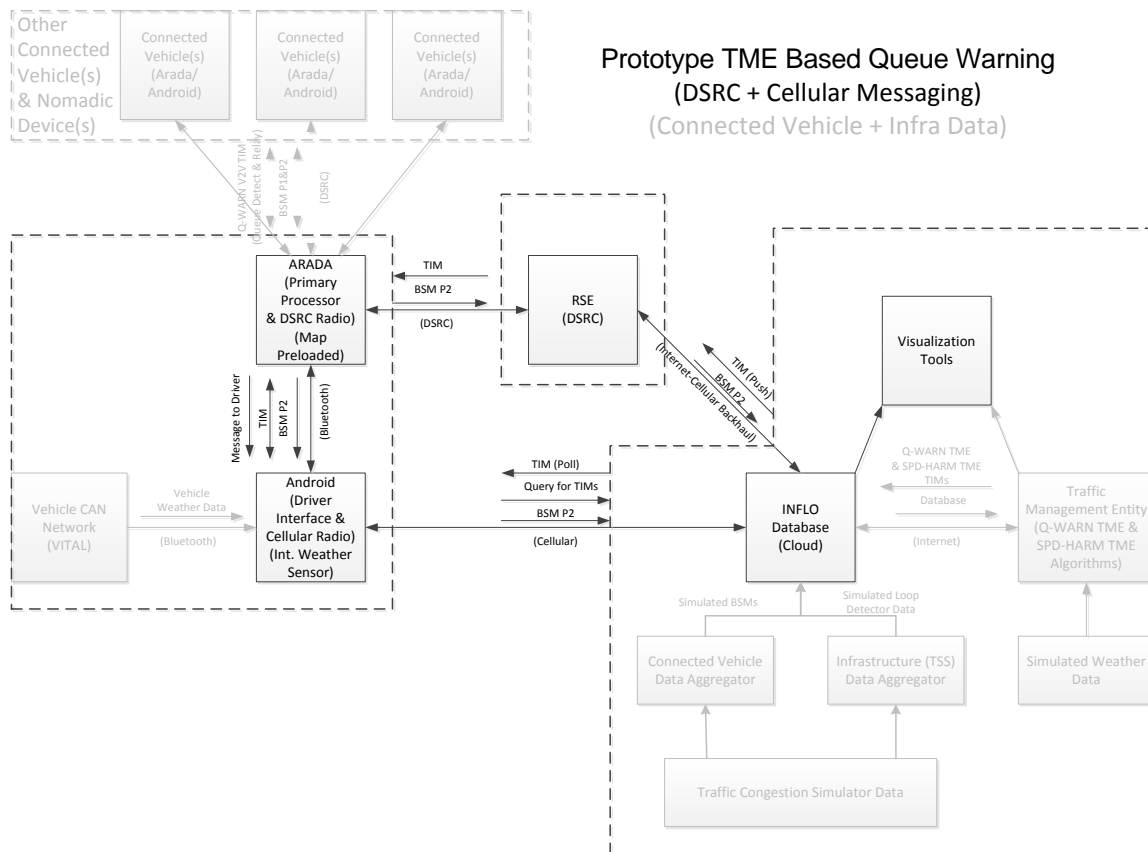 Other
Connected
Vehicle(s)
& Nomadic
Device(s)
Connected
Vehicle(s)
(Arada/
Android)
Connected
Vehicle(s)
(Arada/
Android)
Connected
Vehicle(s)
(Arada/
Android)
Prototype TME Based Queue Warning
(DSRC + Cellular Messaging)
(Connected Vehicle + Infra Data)
Q-WARN V2V TIM
(Queue Detect & Relay)
BSM P1&P2
(DSRC)
ARADA
(Primary
Processor
& DSRC Radio)
(Map
Preloaded)
TIM
BSM P2
(DSRC)
RSE
(DSRC)
TIM (Push)
BSM P2
(Internet-Cellular Backhaul)
Visualization
Tools
Message to Driver
TIM
BSM P2
(Bluetooth)
Vehicle CAN
Network
(VITAL)
Vehicle
Weather Data
(Bluetooth)
Android
(Driver
Interface &
Cellular Radio)
(Int. Weather
Sensor)
TIM (Poll)
Query for TIMs
BSM P2
(Cellular)
INFLO
Database
(Cloud)
Q-WARN TME
& SPD-HARM TME
TIMs
Database
(Internet)
Traffic
Management Entity
(Q-WARN TME &
SPD-HARM TME
Algorithms)
Simulated BSMs
Simulated Loop
Detector Data
Connected Vehicle
Data Aggregator
Infrastructure (TSS)
Data Aggregator
Simulated Weather
Data
Traffic Congestion Simulator Data